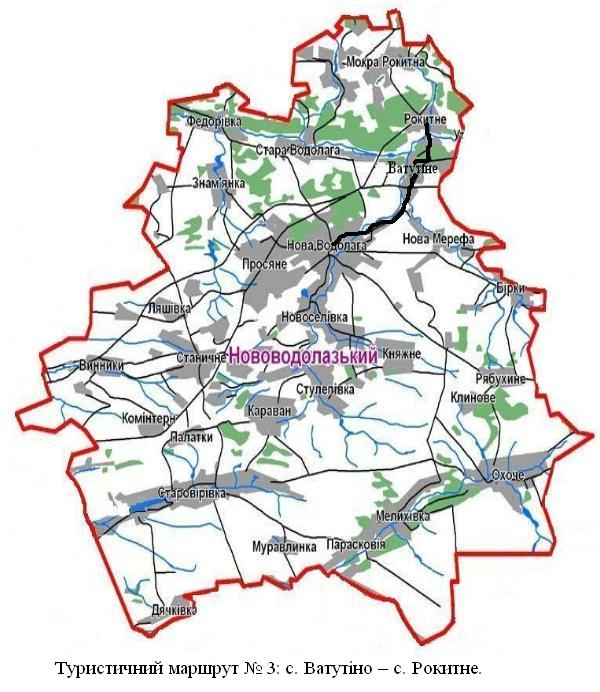 Мокра Рокитна
Рокитне
Федорівка
Стара Водолага
Ватутіне
Знам'янка
Нова Водолага
Нова Мерефа
Просяне
Бірки
Ляшівка
Новоселівка
Винники
Станичне
Нововодолазький
Княжне
Рябухине
Стулепівка
Клинове
Комінтерн
Караван
Палатки
Охоче
Старовірівка
Мелихівка
Муравлинка
Парасковія
Дячківка
Туристичний маршрут № 3: с. Ватутіно – с. Рокитне.